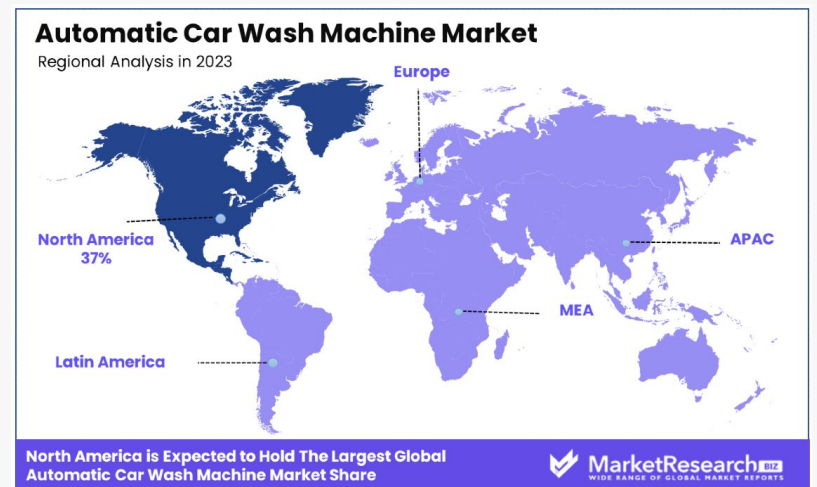 Automatic Car Wash Machine Market
Regional Analysis in 2023
Europe
North America
37%
APAC
MEA
Latin America
North America is Expected to Hold The Largest Global
Automatic Car Wash Machine Market Share
MarketResearch BIZ
WIDE RANGE OF GLOBAL MARKET REPORTS